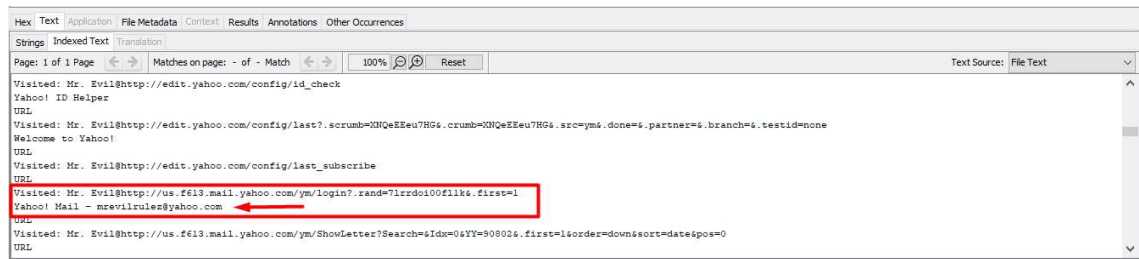 Hex Text Application File Metadata Context Results Annotations Other Occurrences
Strings Indexed Text Translation
Page: 1 of 1 Page Matches on page: - of - Match 100% Reset Text Source: File Text
Visited: Mr. Evil@http://edit.yahoo.com/config/id_check
Yahoo! ID Helper
URL
Visited: Mr. Evil@http://edit.yahoo.com/config/last?.scrumb=XNQeEEeu7HG&.crumb=XNQeEEeu7HG&.src=ym&.done=&.partner=&.branch=&.testid=none
Welcome to Yahoo!
URL
Visited: Mr. Evil@http://edit.yahoo.com/config/last_subscribe
URL
Visited: Mr. Evil@http://us.f613.mail.yahoo.com/ym/login?.rand=7lrrdoi00fllk&.first=1
Yahoo! Mail - mrevilrulez@yahoo.com
URL
Visited: Mr. Evil@http://us.f613.mail.yahoo.com/ym/ShowLetter?Search=&Idx=0&YY=90802&.first=1&order=down&sort=date&pos=0
URL